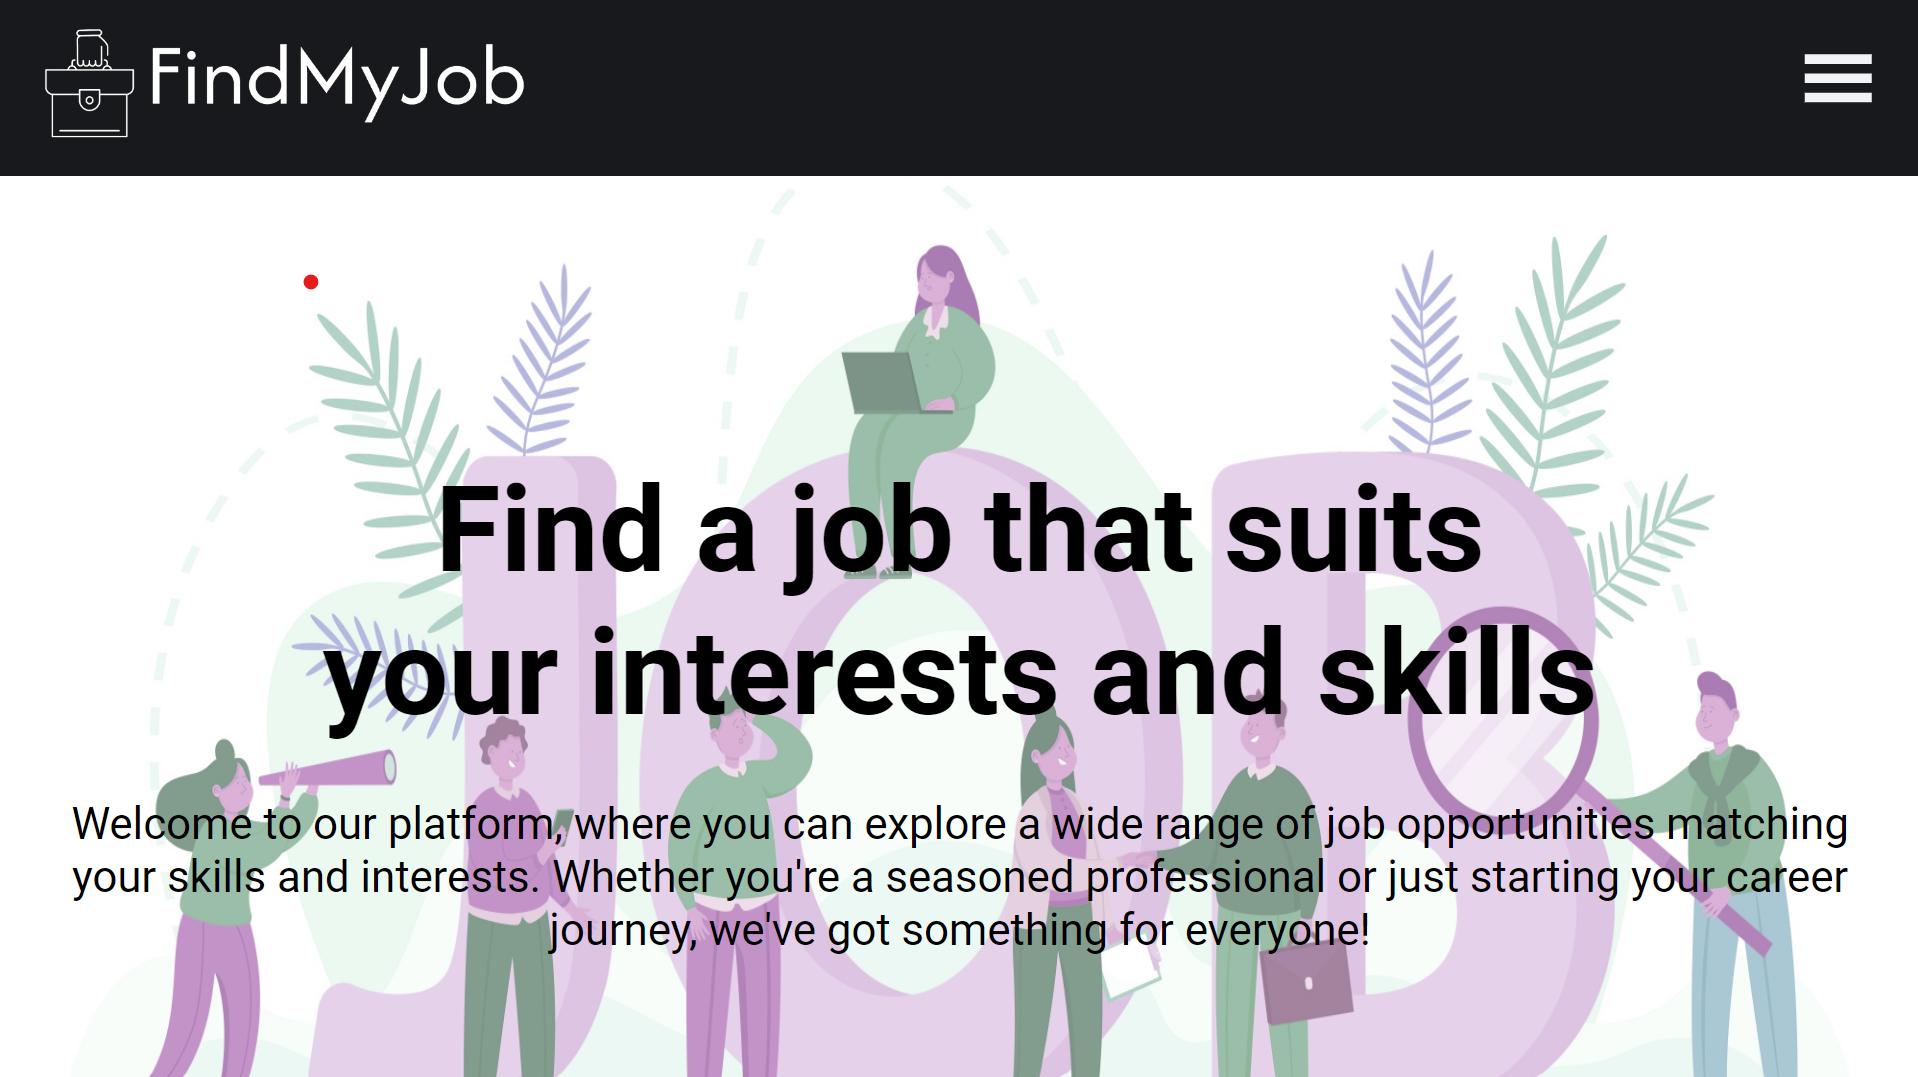 FindMyJob
Find a job that suits
your interests and skills
Welcome to our platform, where you can explore a wide range of job opportunities matching
your skills and interests. Whether you're a seasoned professional or just starting your career
journey, we've got something for everyone!